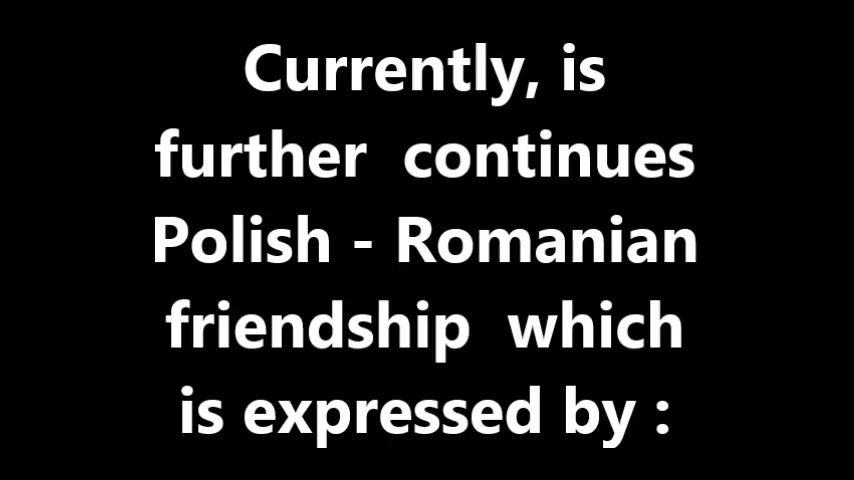 Currently, is
further continues
Polish - Romanian
friendship which
is expressed by :